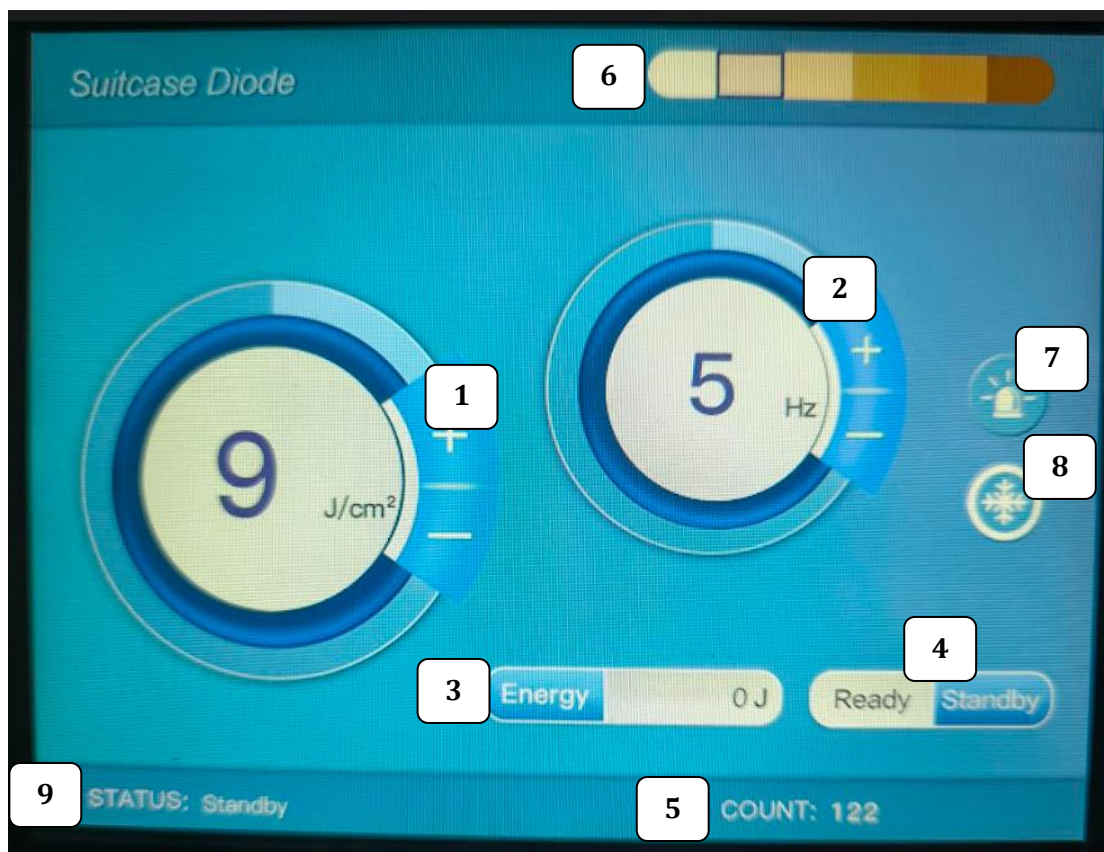 Suitcase Diode
6
2
+
5 Hz
−
7
1
+
9 J/cm²
−
8
4
3
Energy 0 J
Ready Standby
9
STATUS: Standby
5
COUNT: 122